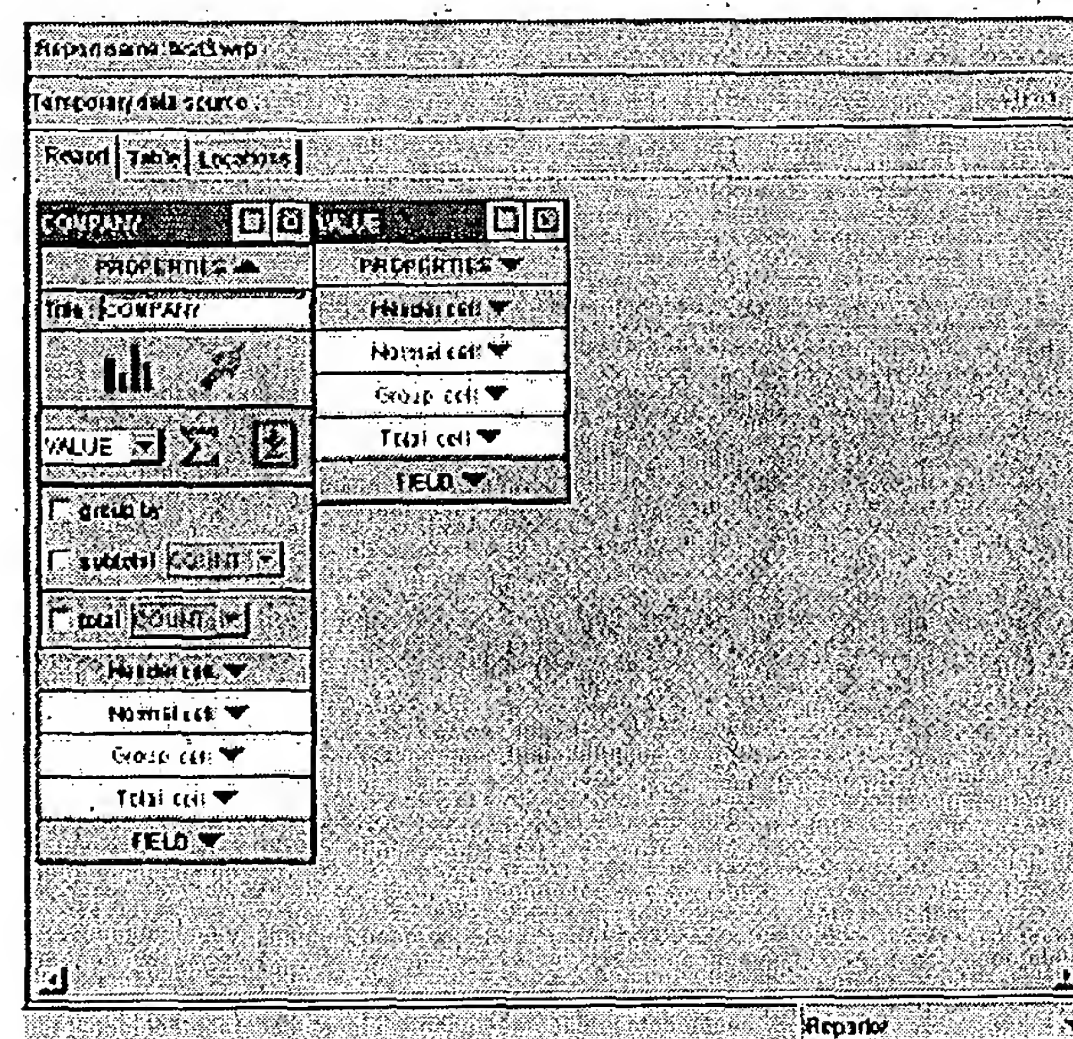 Temporary data source :
Report Table Locations
COMPANY
PROPERTIES
Title : COMPANY
VALUE
group by
subtotal COUNT
total COUNT
Header cell
Normal cell
Group cell
Total cell
FIELD
VALUE
PROPERTIES
Header cell
Normal cell
Group cell
Total cell
FIELD